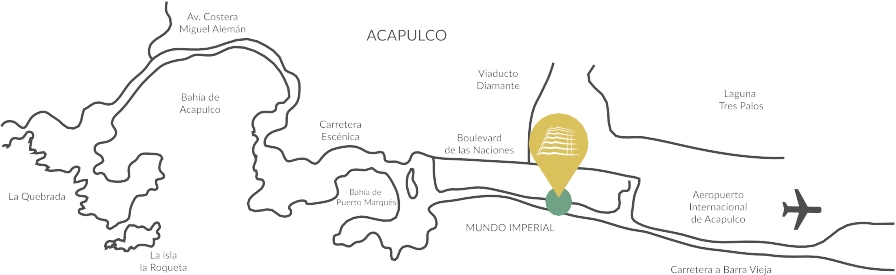 Av. Costera
Miguel Alemán
ACAPULCO
Viaducto
Diamante
Laguna
Tres Palos
Bahía de
Acapulco
Carretera
Escénica
Boulevard
de las Naciones
La Quebrada
Bahía de
Puerto Marqués
Aeropuerto
Internacional
de Acapulco
MUNDO IMPERIAL
La isla
la Roqueta
Carretera a Barra Vieja